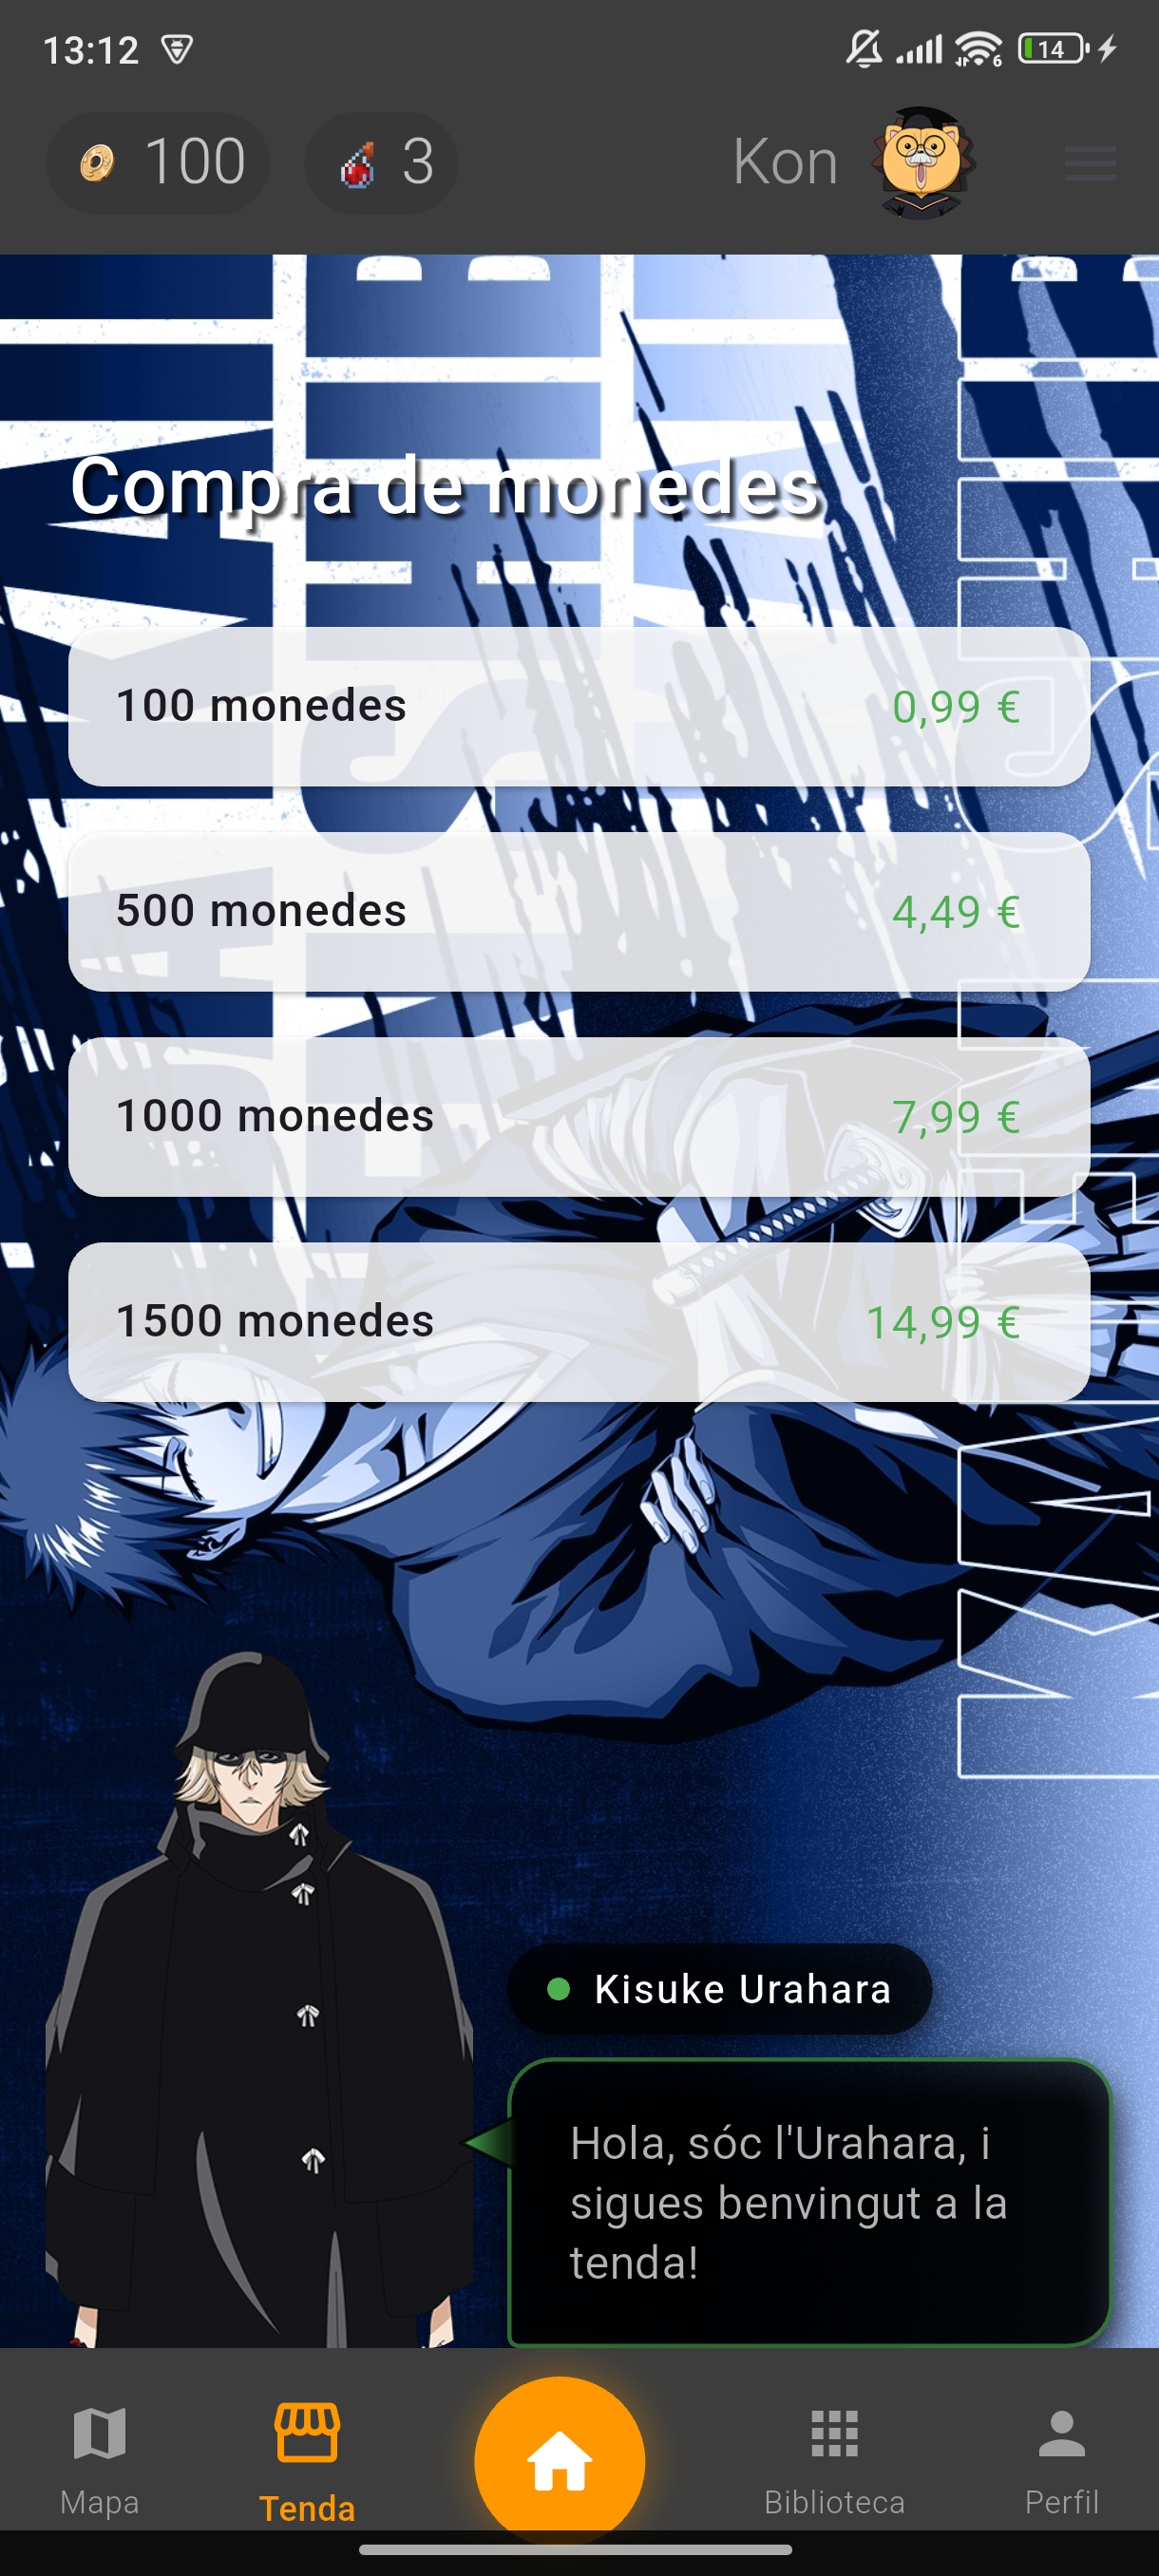 13:12
6
14
100
3
Kon
Compra de monedes
100 monedes
0,99 €
500 monedes
4,49 €
1000 monedes
7,99 €
1500 monedes
14,99 €
Kisuke Urahara
Hola, sóc l'Urahara, i
sigues benvingut a la
tenda!
Mapa
Tenda
Biblioteca
Perfil